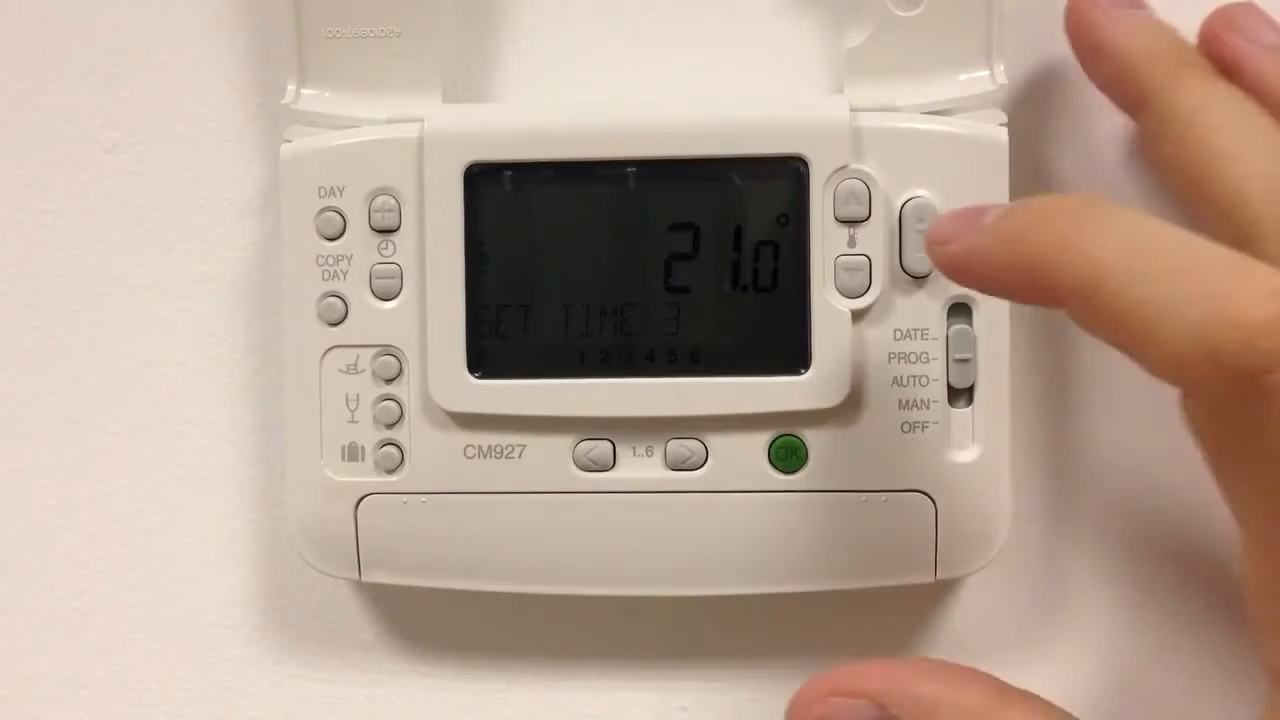 DAY
COPY
DAY
21.0°
SET TIME 3
1 2 3 4 5 6
DATE
PROG
AUTO
MAN
OFF
CM927
1..6
OK